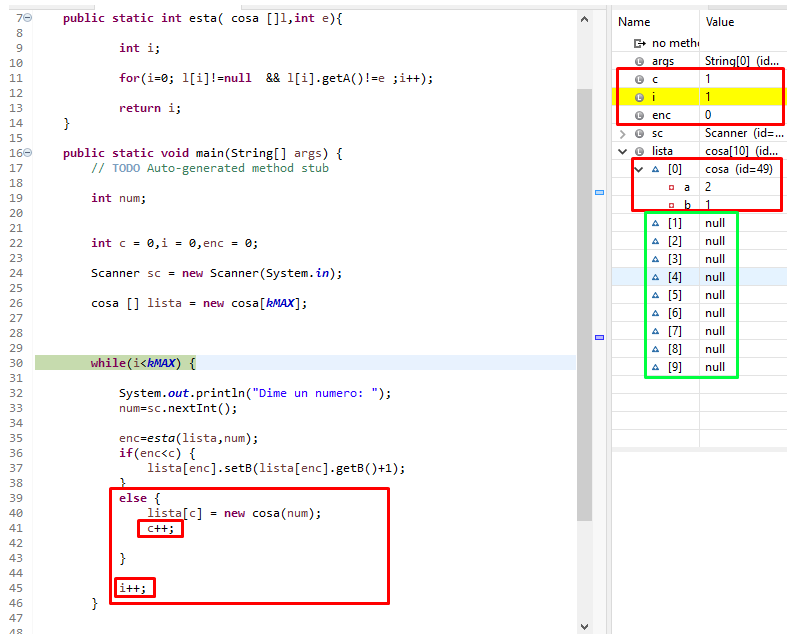 7 public static int esta( cosa []l,int e){
8
9 int i;
10
11 for(i=0; l[i]!=null && l[i].getA()!=e ;i++);
12
13 return i;
14 }
15
16 public static void main(String[] args) {
17 // TODO Auto-generated method stub
18
19 int num;
20
21
22 int c = 0,i = 0,enc = 0;
23
24 Scanner sc = new Scanner(System.in);
25
26 cosa [] lista = new cosa[kMAX];
27
28
29
30 while(i<kMAX) {
31
32 System.out.println("Dime un numero: ");
33 num=sc.nextInt();
34
35 enc=esta(lista,num);
36 if(enc<c) {
37 lista[enc].setB(lista[enc].getB()+1);
38 }
39 else {
40 lista[c] = new cosa(num);
41 c++;
42
43 }
44
45 i++;
46 }
47
48
Name Value
no metho
args String[0] (id...
c 1
i 1
enc 0
sc Scanner (id=...
lista cosa[10] (id...
[0] cosa (id=49)
a 2
b 1
[1] null
[2] null
[3] null
[4] null
[5] null
[6] null
[7] null
[8] null
[9] null